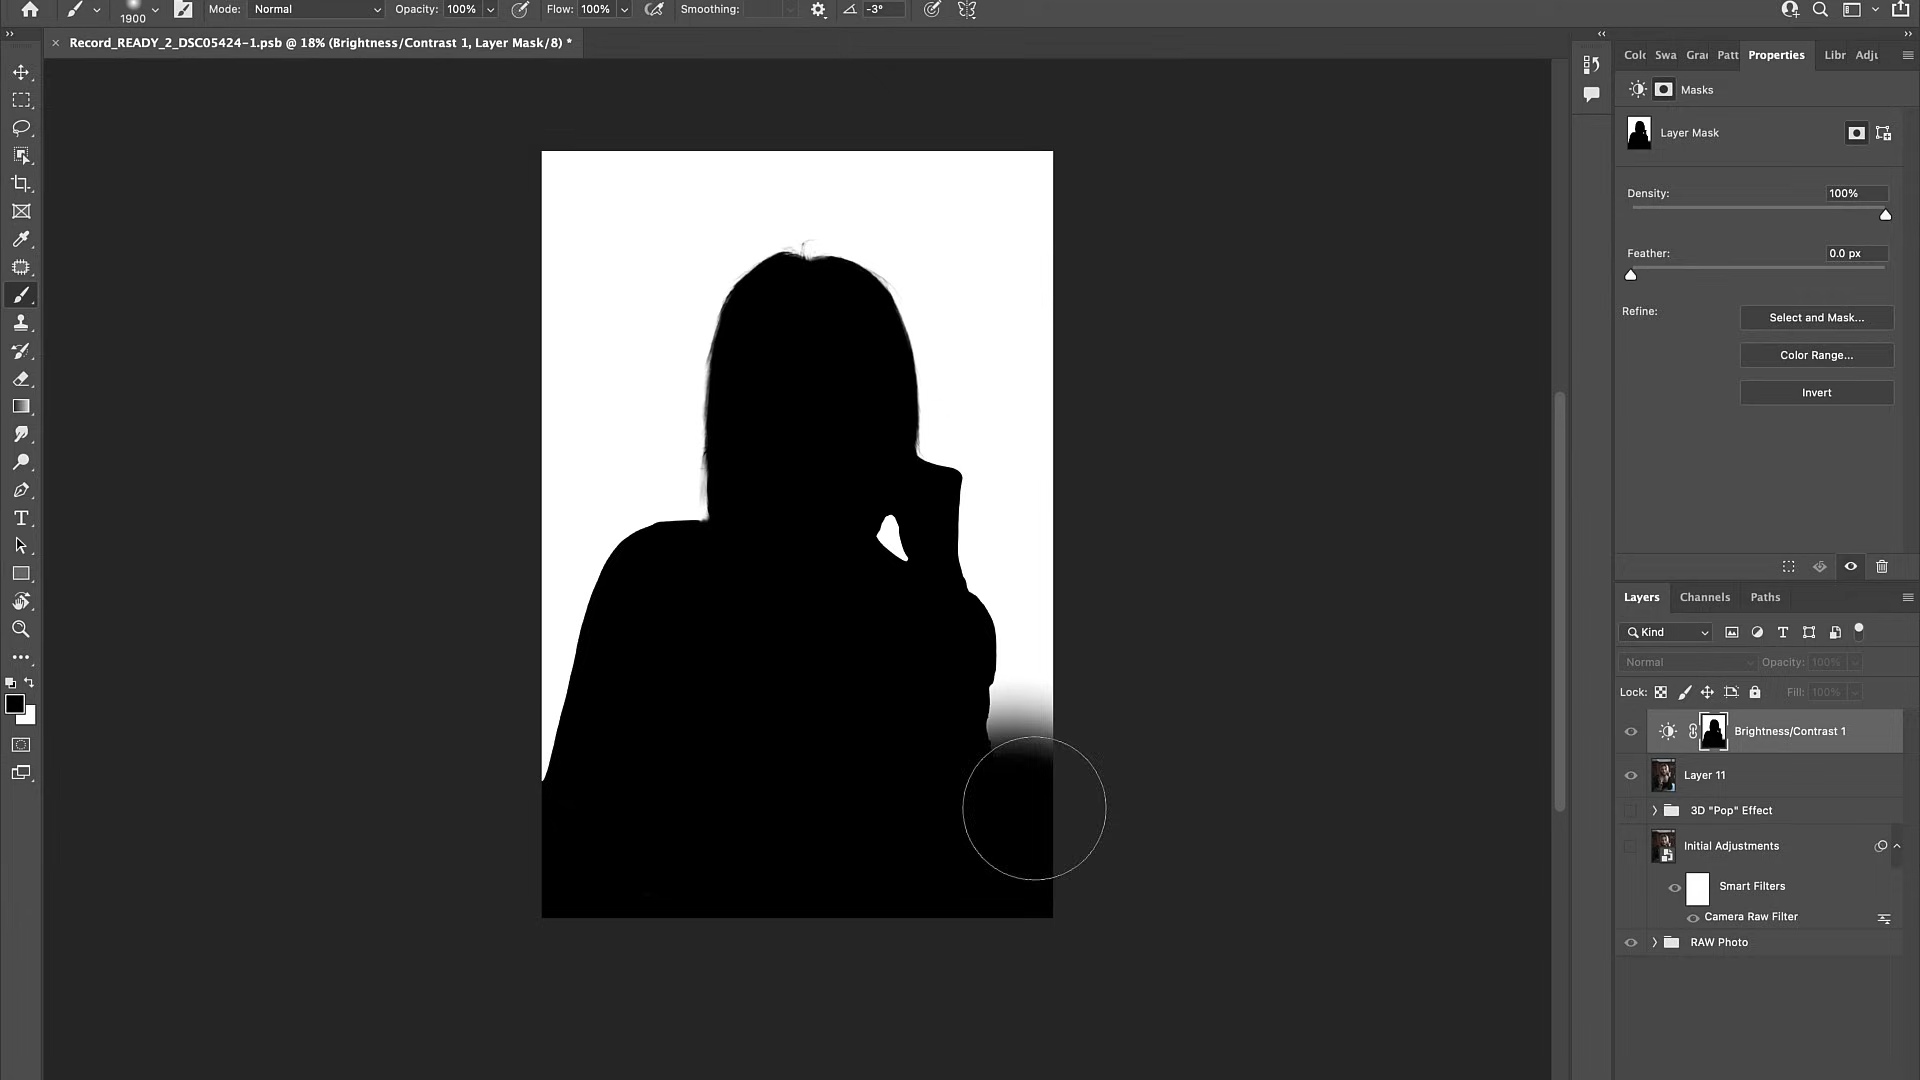 1900
Mode: Normal
Opacity: 100%
Flow: 100%
Smoothing:
-3°
Record_READY_2_DSC05424-1.psb @ 18% (Brightness/Contrast 1, Layer Mask/8) *
Swa
Patt
Properties
Libr
Masks
Layer Mask
Density: 100%
Feather: 0.0 px
Refine:
Select and Mask...
Color Range...
Invert
Layers
Channels
Paths
Kind
Normal
Opacity: 100%
Lock:
Fill: 100%
Brightness/Contrast 1
Layer 11
3D "Pop" Effect
Initial Adjustments
Smart Filters
Camera Raw Filter
RAW Photo